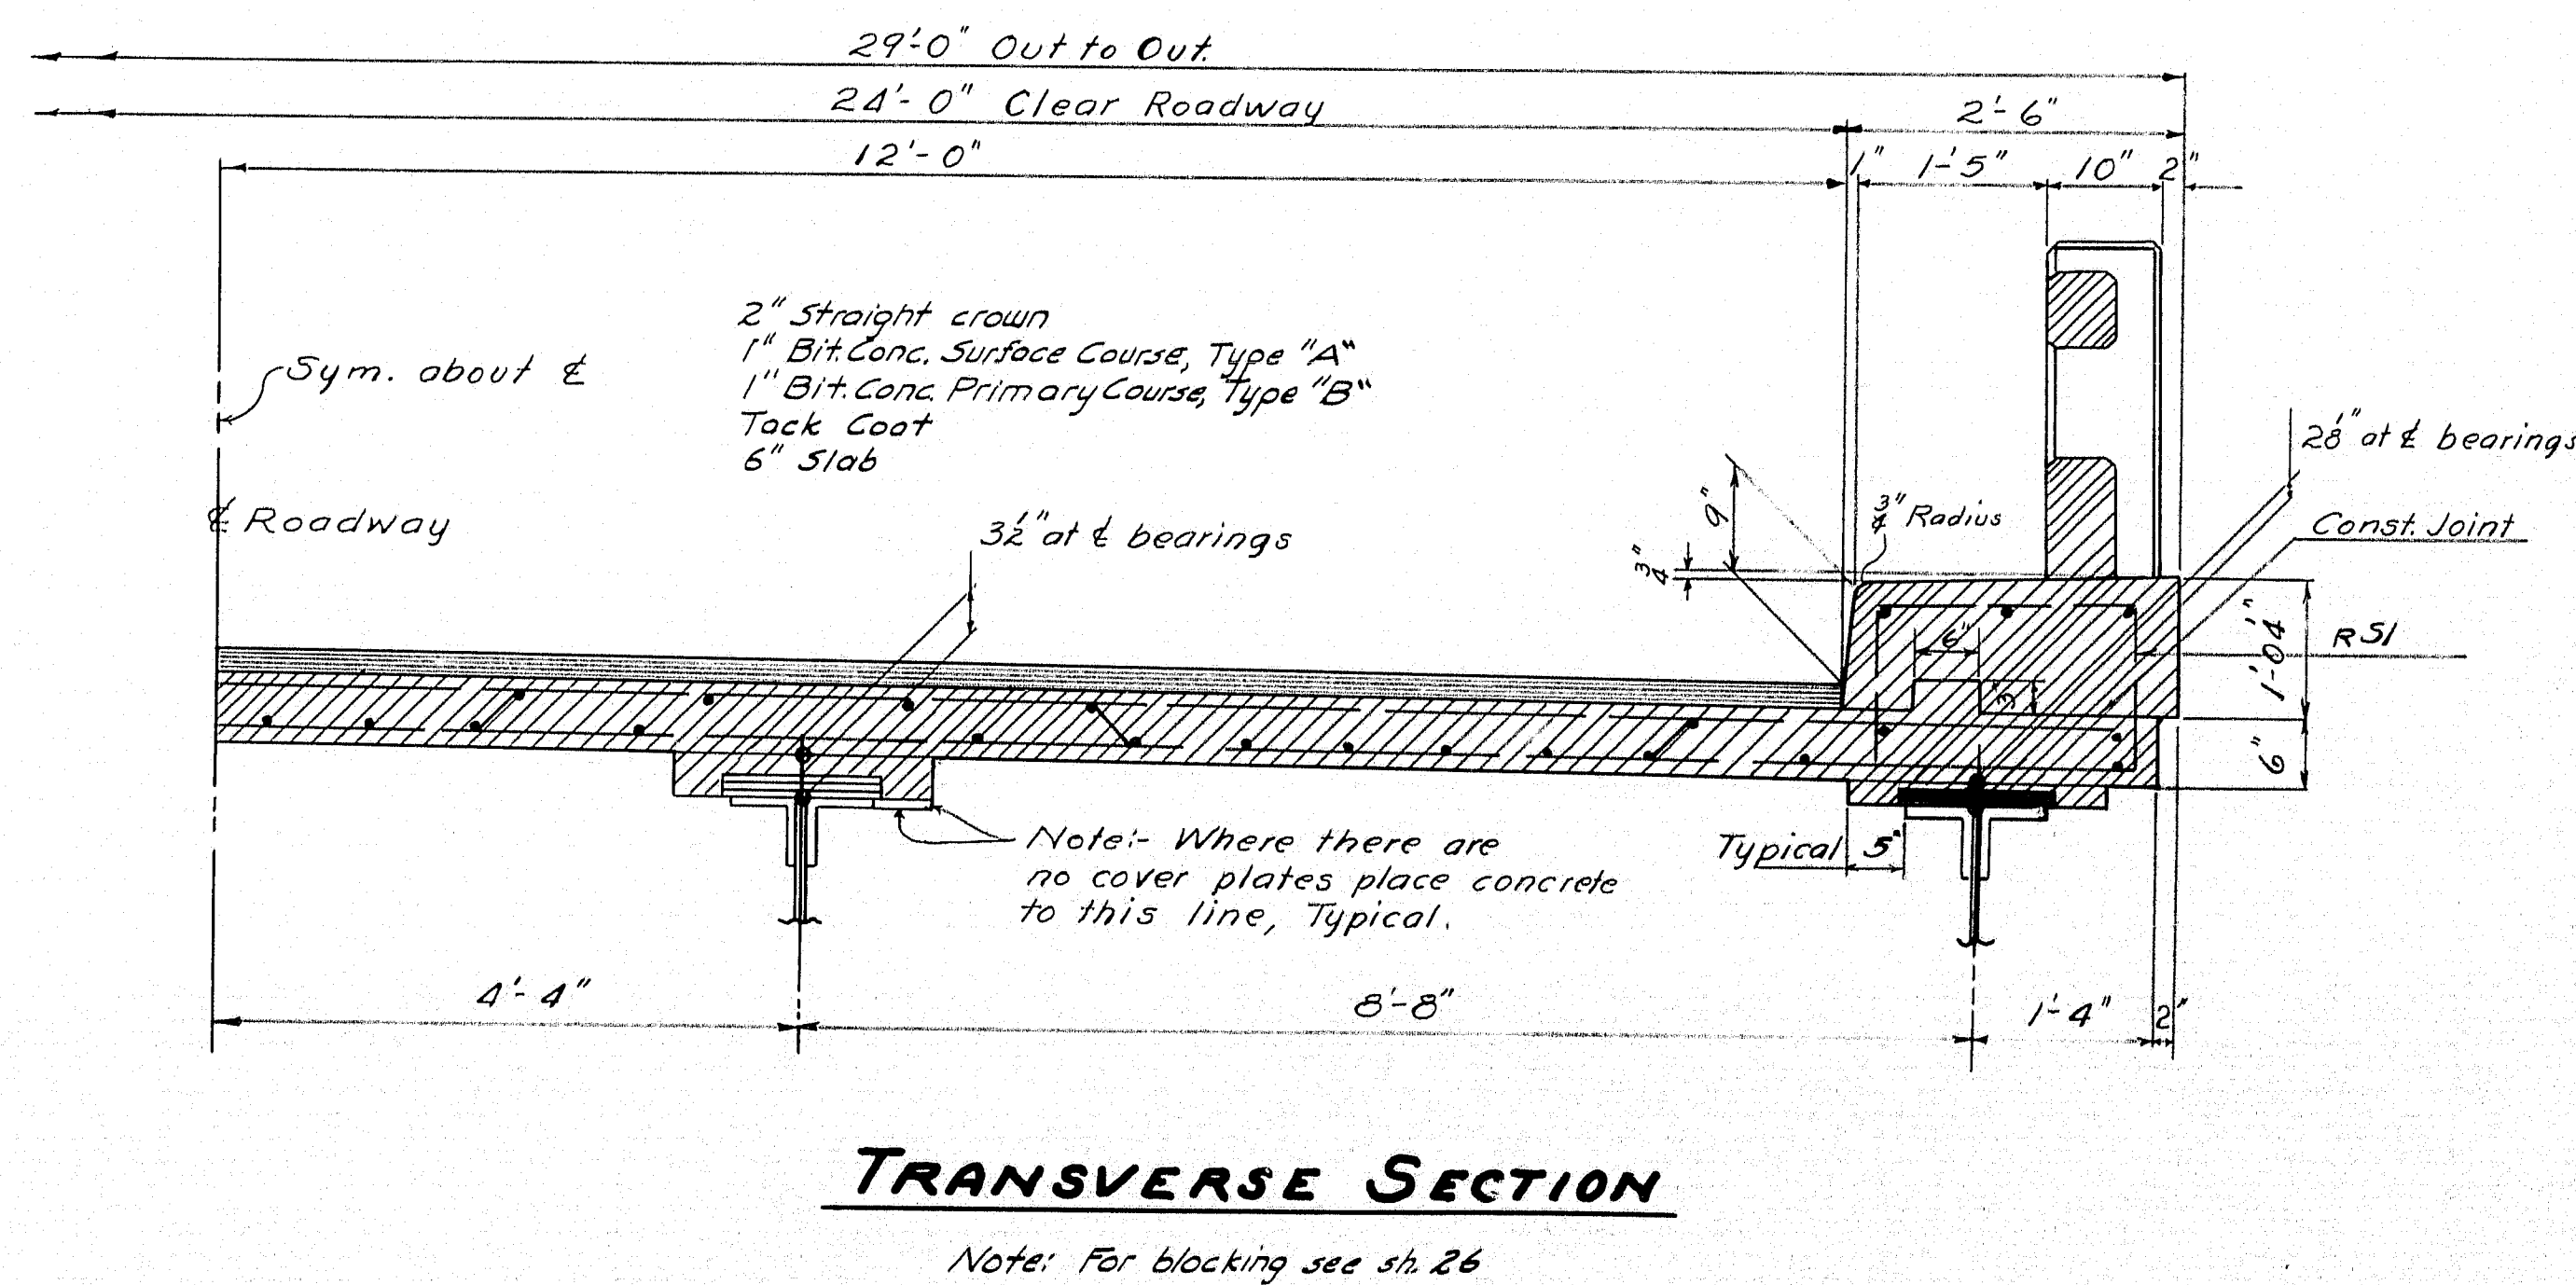 29'-0" Out to Out.
24'-0" Clear Roadway
2'-6"
12'-0"
1" 1'-5" 10" 2"
2" Straight crown
1" Bit. Conc. Surface Course, Type "A"
1" Bit. Conc. Primary Course, Type "B"
Tack Coat
6" Slab
Sym. about ℄
℄ Roadway
3½" at ℄ bearings
9"
¾"
¾" Radius
2⅛" at ℄ bearings
Const. Joint
6"
3"
1'-0¼"
R51
6"
Note:- Where there are
no cover plates place concrete
to this line, Typical.
Typical 5"
4'-4"
8'-8"
1'-4" 2"
TRANSVERSE SECTION
Note: For blocking see sh. 26